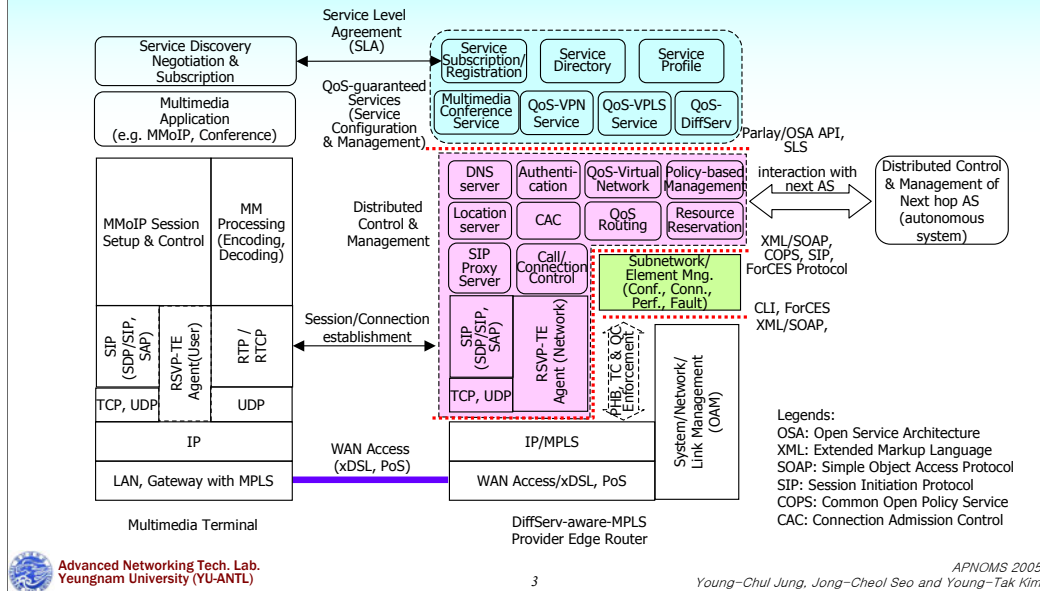 Service Level
Agreement
(SLA)
Service Discovery
Negotiation &
Subscription
Service
Subscription/
Registration
Service
Directory
Service
Profile
QoS-guaranteed
Services
(Service
Configuration
& Management)
Multimedia
Application
(e.g. MMoIP, Conference)
Multimedia
Conference
Service
QoS-VPN
Service
QoS-VPLS
Service
QoS-
DiffServ
Parlay/OSA API,
SLS
MMoIP Session
Setup & Control
MM
Processing
(Encoding,
Decoding)
Distributed
Control &
Management
DNS
server
Authenti-
cation
QoS-Virtual
Network
Policy-based
Management
Location
server
CAC
QoS
Routing
Resource
Reservation
SIP
Proxy
Server
Call/
Connection
Control
Subnetwork/
Element Mng.
(Conf., Conn.,
Perf., Fault)
interaction with
next AS
Distributed Control
& Management of
Next hop AS
(autonomous
system)
XML/SOAP,
COPS, SIP,
ForCES Protocol
CLI, ForCES
XML/SOAP,
SIP
(SDP/SIP,
SAP)
RSVP-TE
Agent(User)
RTP /
RTCP
Session/Connection
establishment
SIP
(SDP/SIP,
SAP)
RSVP-TE
Agent (Network)
PHB, TC & QC
Enforcement
System/Network/
Link Management
(OAM)
TCP, UDP
UDP
TCP, UDP
IP
IP/MPLS
WAN Access
(xDSL, PoS)
LAN, Gateway with MPLS
WAN Access/xDSL, PoS
Multimedia Terminal
DiffServ-aware-MPLS
Provider Edge Router
Legends:
OSA: Open Service Architecture
XML: Extended Markup Language
SOAP: Simple Object Access Protocol
SIP: Session Initiation Protocol
COPS: Common Open Policy Service
CAC: Connection Admission Control
Advanced Networking Tech. Lab.
Yeungnam University (YU-ANTL)
3
APNOMS 2005
Young-Chul Jung, Jong-Cheol Seo and Young-Tak Kim